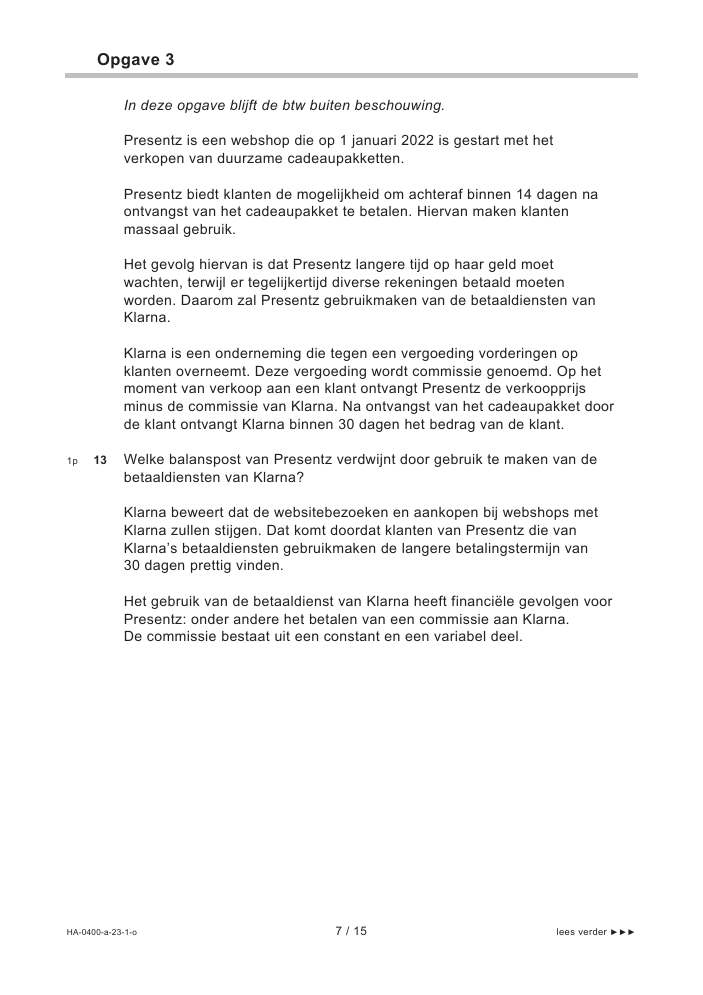 Opgave 3
In deze opgave blijft de btw buiten beschouwing.
Presentz is een webshop die op 1 januari 2022 is gestart met het
verkopen van duurzame cadeaupakketten.
Presentz biedt klanten de mogelijkheid om achteraf binnen 14 dagen na
ontvangst van het cadeaupakket te betalen. Hiervan maken klanten
massaal gebruik.
Het gevolg hiervan is dat Presentz langere tijd op haar geld moet
wachten, terwijl er tegelijkertijd diverse rekeningen betaald moeten
worden. Daarom zal Presentz gebruikmaken van de betaaldiensten van
Klarna.
Klarna is een onderneming die tegen een vergoeding vorderingen op
klanten overneemt. Deze vergoeding wordt commissie genoemd. Op het
moment van verkoop aan een klant ontvangt Presentz de verkoopprijs
minus de commissie van Klarna. Na ontvangst van het cadeaupakket door
de klant ontvangt Klarna binnen 30 dagen het bedrag van de klant.
1p 13 Welke balanspost van Presentz verdwijnt door gebruik te maken van de
betaaldiensten van Klarna?
Klarna beweert dat de websitebezoeken en aankopen bij webshops met
Klarna zullen stijgen. Dat komt doordat klanten van Presentz die van
Klarna's betaaldiensten gebruikmaken de langere betalingstermijn van
30 dagen prettig vinden.
Het gebruik van de betaaldienst van Klarna heeft financiële gevolgen voor
Presentz: onder andere het betalen van een commissie aan Klarna.
De commissie bestaat uit een constant en een variabel deel.
HA-0400-a-23-1-o 7 / 15 lees verder ►►►